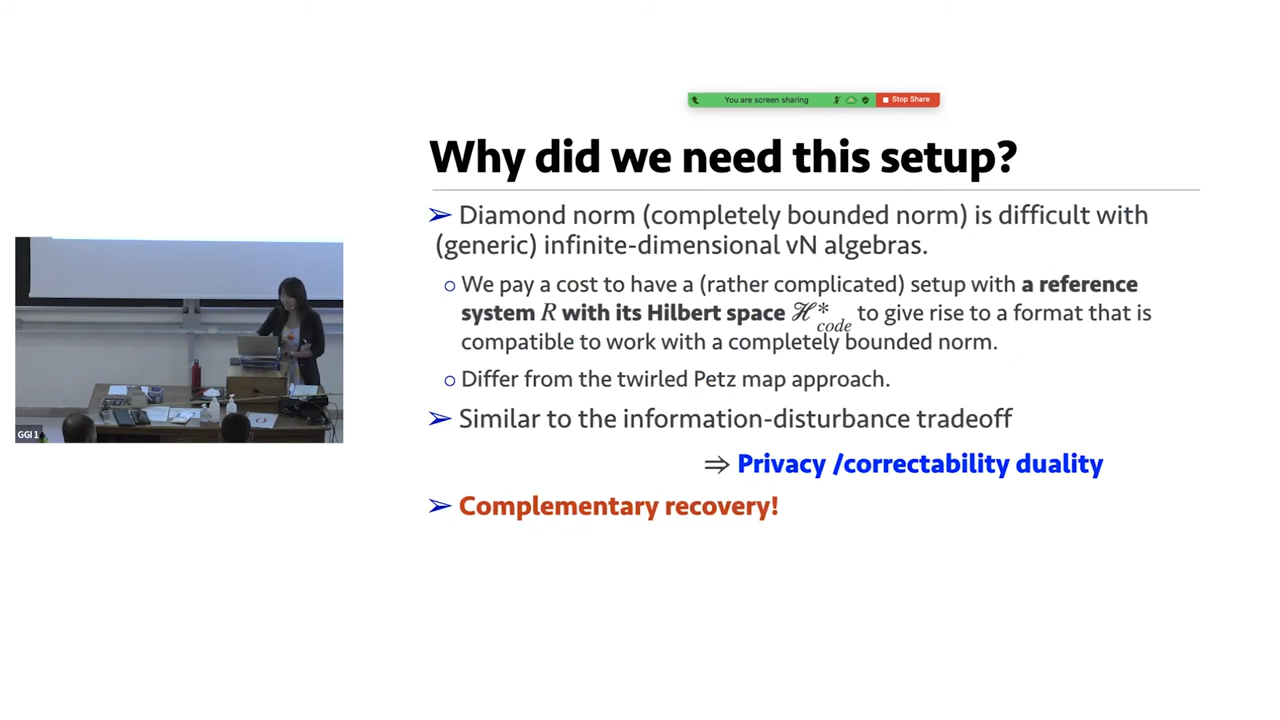 You are screen sharing
Stop Share
Why did we need this setup?
➢ Diamond norm (completely bounded norm) is difficult with
(generic) infinite-dimensional vN algebras.
○ We pay a cost to have a (rather complicated) setup with a reference
system R with its Hilbert space ℋ*code to give rise to a format that is
compatible to work with a completely bounded norm.
○ Differ from the twirled Petz map approach.
➢ Similar to the information-disturbance tradeoff
⇒ Privacy /correctability duality
➢ Complementary recovery!
GGI 1